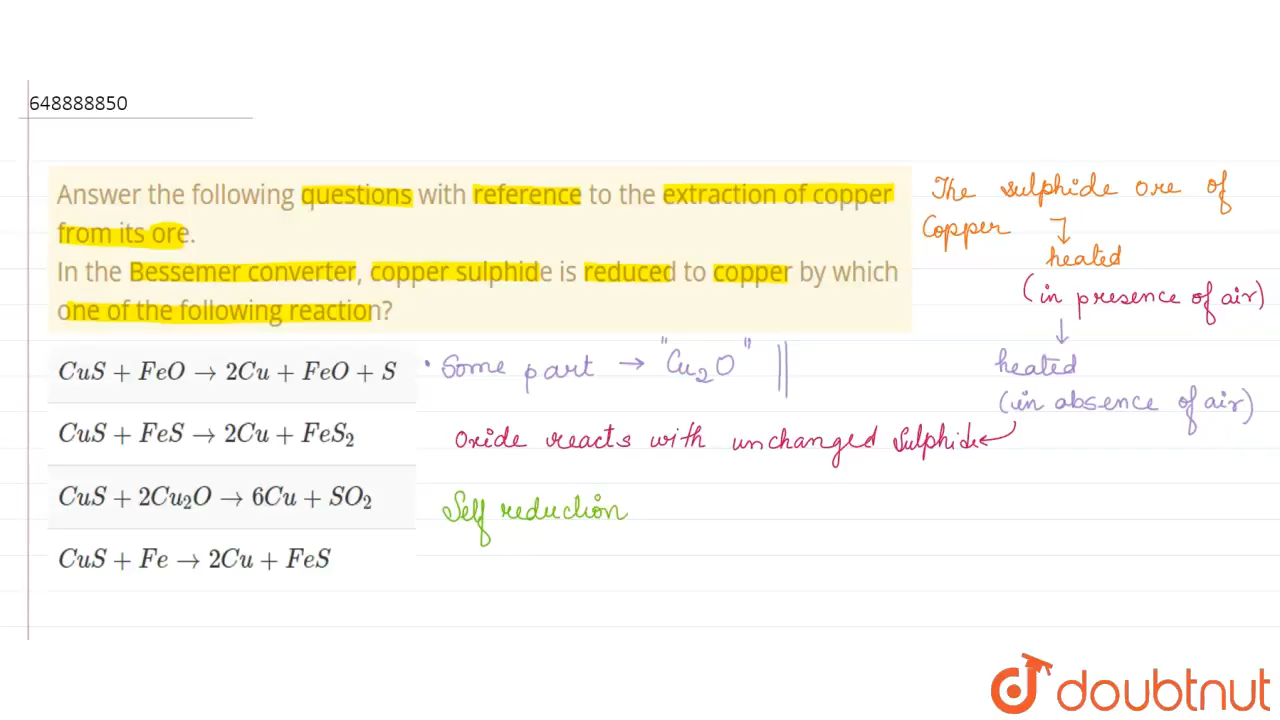 648888850
Answer the following questions with reference to the extraction of copper
from its ore.
In the Bessemer converter, copper sulphide is reduced to copper by which
one of the following reaction?
CuS + FeO → 2Cu + FeO + S
CuS + FeS → 2Cu + FeS₂
CuS + 2Cu₂O → 6Cu + SO₂
CuS + Fe → 2Cu + FeS
The sulphide ore of
Copper
heated
(in presence of air)
heated
(in absence of air)
• Some part → "Cu₂O" ||
Oxide reacts with unchanged Sulphide
Self reduction
doubtnut